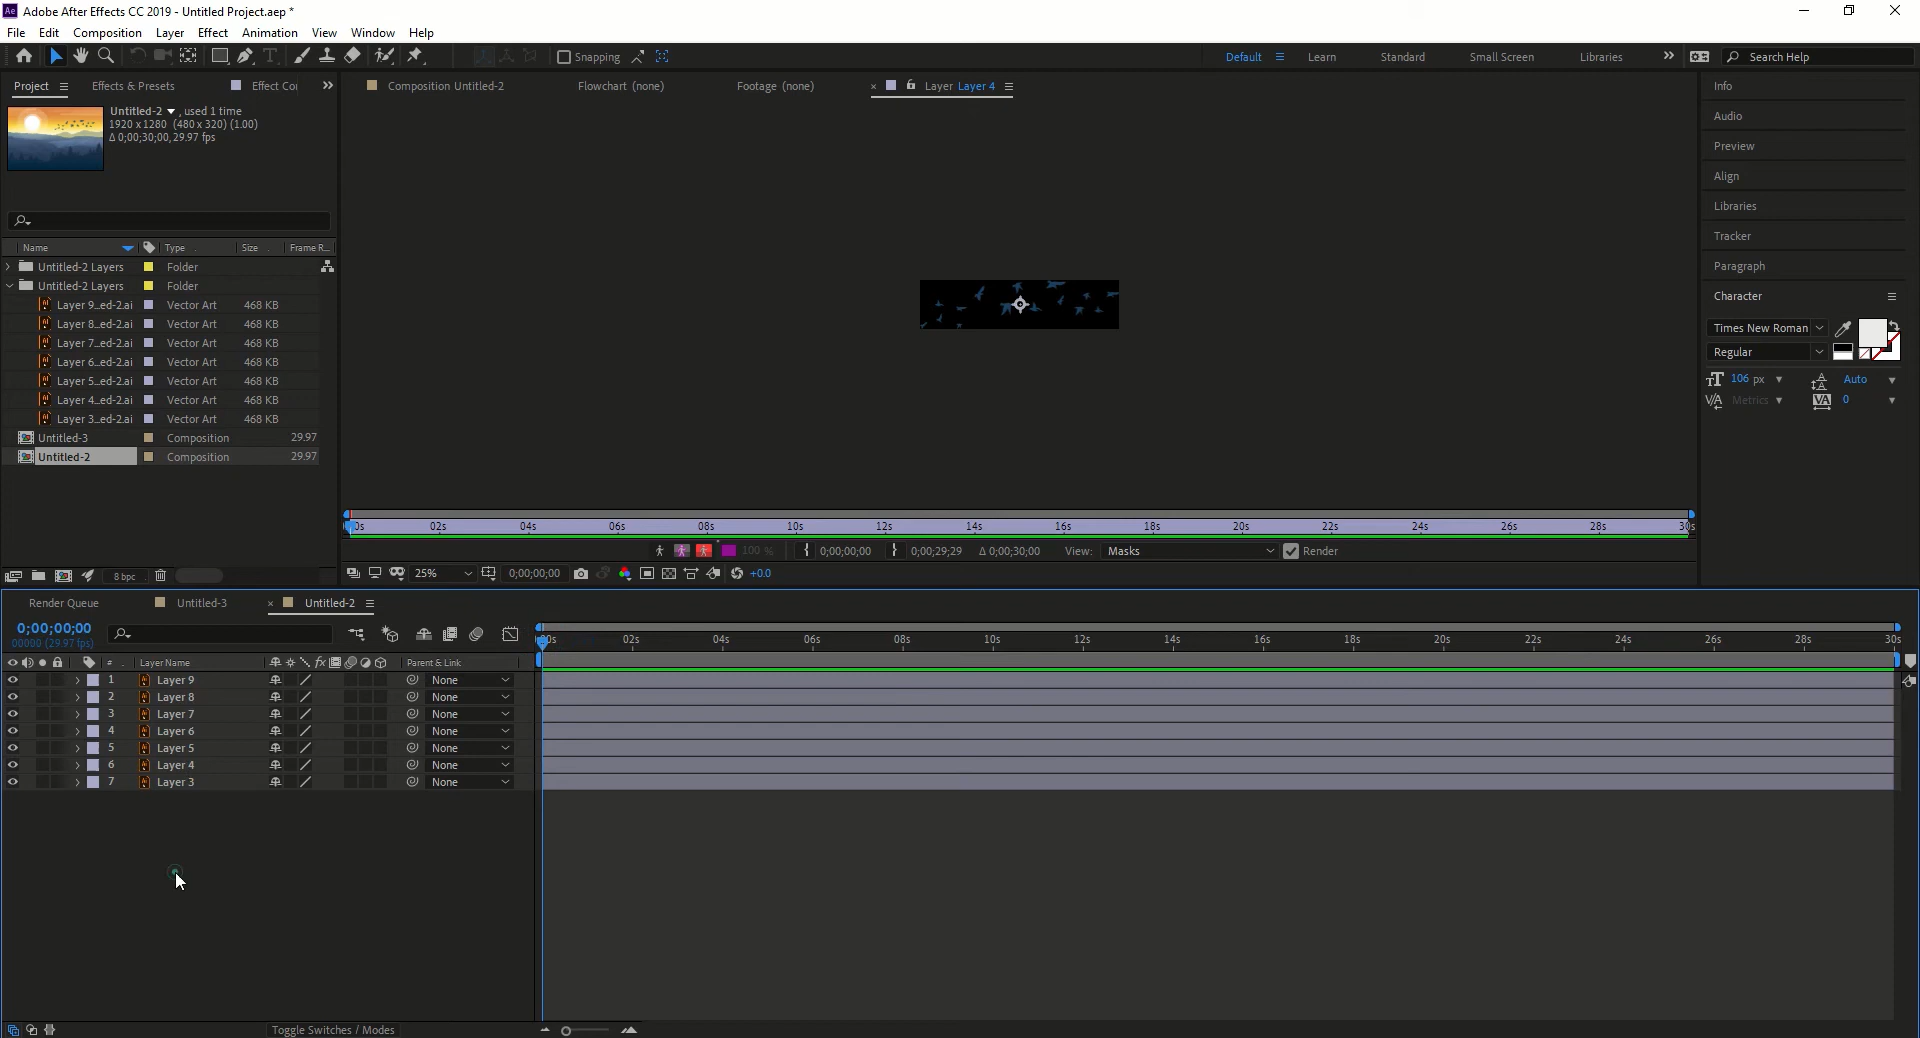 Ae Adobe After Effects CC 2019 - Untitled Project.aep *
File Edit Composition Layer Effect Animation View Window Help
Snapping Default Learn Standard Small Screen Libraries Search Help
Project Effects & Presets Effect Coi
Composition Untitled-2 Flowchart (none) Footage (none) × Layer Layer 4
Untitled-2 , used 1 time
1920 x 1280 (480 x 320) (1.00)
Δ 0;00;30;00, 29.97 fps
Name Type Size Frame R...
Untitled-2 Layers Folder
Untitled-2 Layers Folder
Layer 9...ed-2.ai Vector Art 468 KB
Layer 8...ed-2.ai Vector Art 468 KB
Layer 7...ed-2.ai Vector Art 468 KB
Layer 6...ed-2.ai Vector Art 468 KB
Layer 5...ed-2.ai Vector Art 468 KB
Layer 4...ed-2.ai Vector Art 468 KB
Layer 3...ed-2.ai Vector Art 468 KB
Untitled-3 Composition 29.97
Untitled-2 Composition 29.97
8 bpc
0s 02s 04s 06s 08s 10s 12s 14s 16s 18s 20s 22s 24s 26s 28s 30s
100 % 0;00;00;00 0;00;29;29 Δ 0;00;30;00 View: Masks Render
25% 0;00;00;00 +0.0
Info
Audio
Preview
Align
Libraries
Tracker
Paragraph
Character
Times New Roman
Regular
106 px Auto
Metrics 0
Render Queue Untitled-3 × Untitled-2
0;00;00;00
00000 (29.97 fps)
:00s 02s 04s 06s 08s 10s 12s 14s 16s 18s 20s 22s 24s 26s 28s 30s
# Layer Name fx Parent & Link
1 Layer 9 None
2 Layer 8 None
3 Layer 7 None
4 Layer 6 None
5 Layer 5 None
6 Layer 4 None
7 Layer 3 None
Toggle Switches / Modes